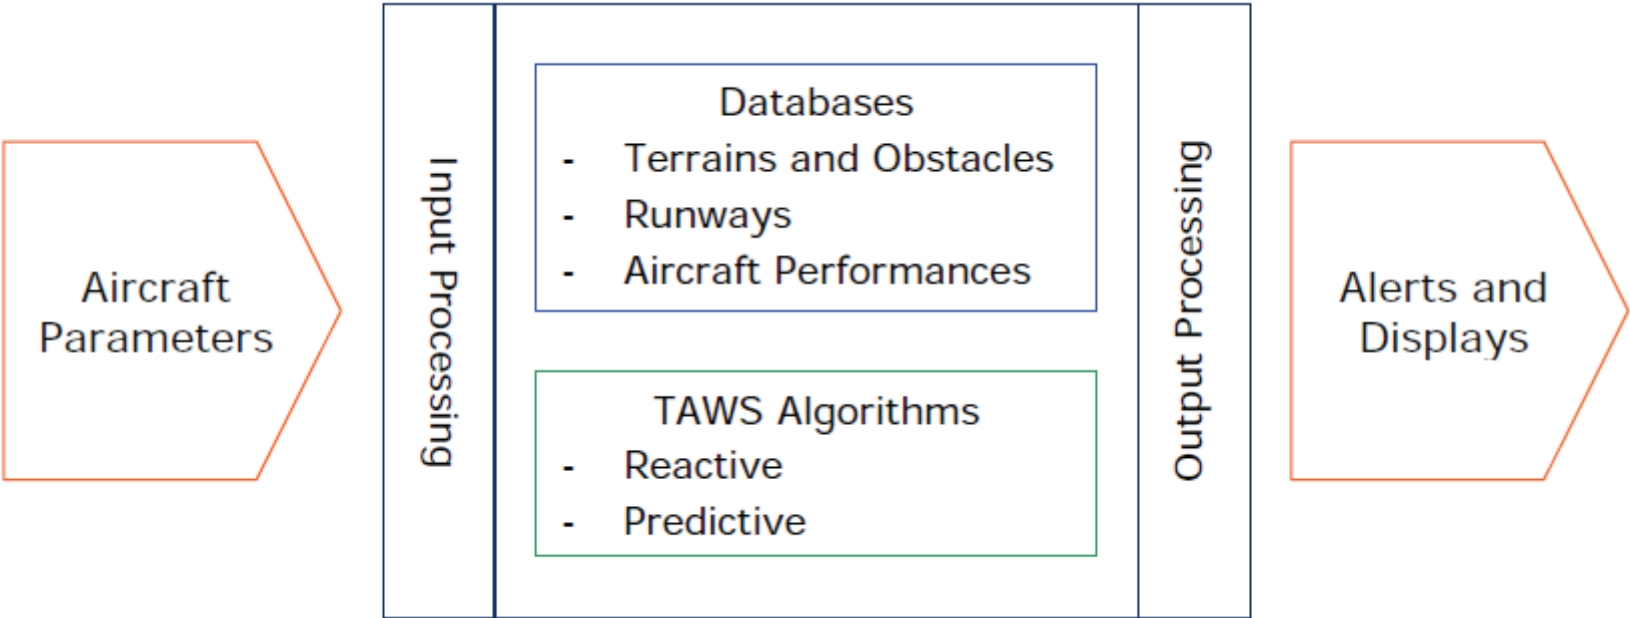 Aircraft
Parameters
Input Processing
Databases
- Terrains and Obstacles
- Runways
- Aircraft Performances
TAWS Algorithms
- Reactive
- Predictive
Output Processing
Alerts and
Displays